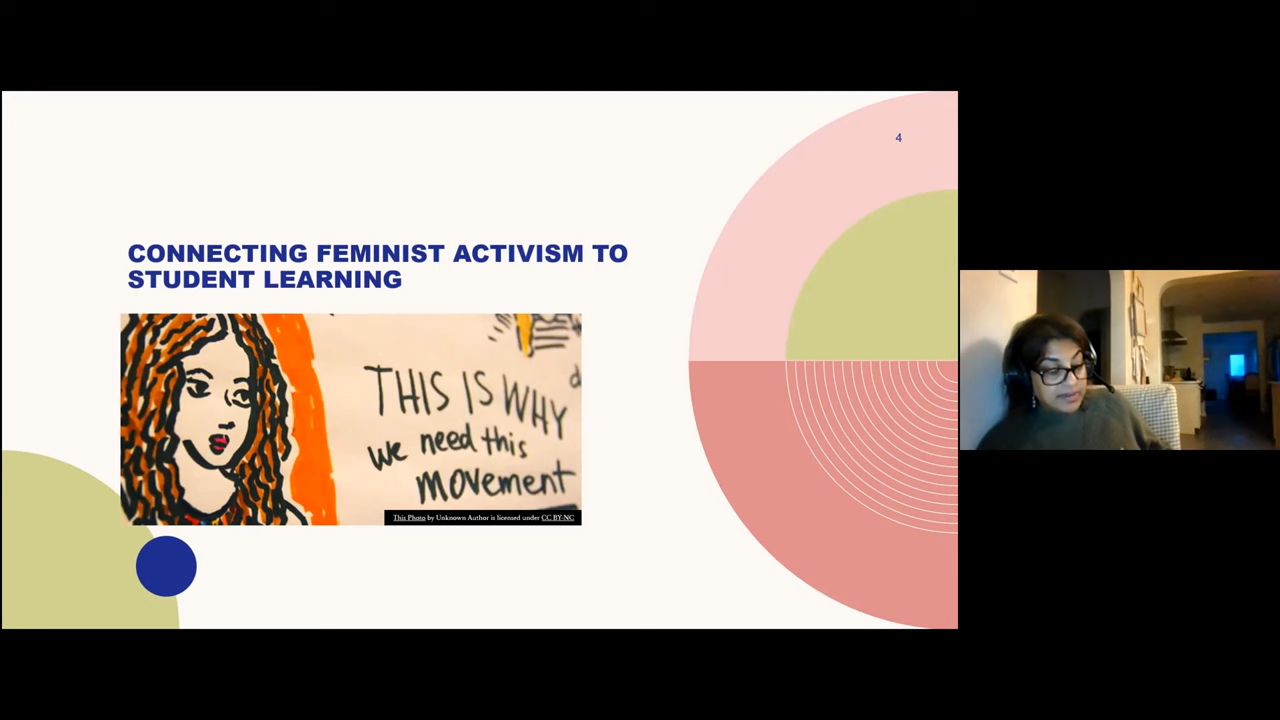 4
CONNECTING FEMINIST ACTIVISM TO
STUDENT LEARNING
THIS IS WHY
we need this
movement
This Photo by Unknown Author is licensed under CC BY-NC